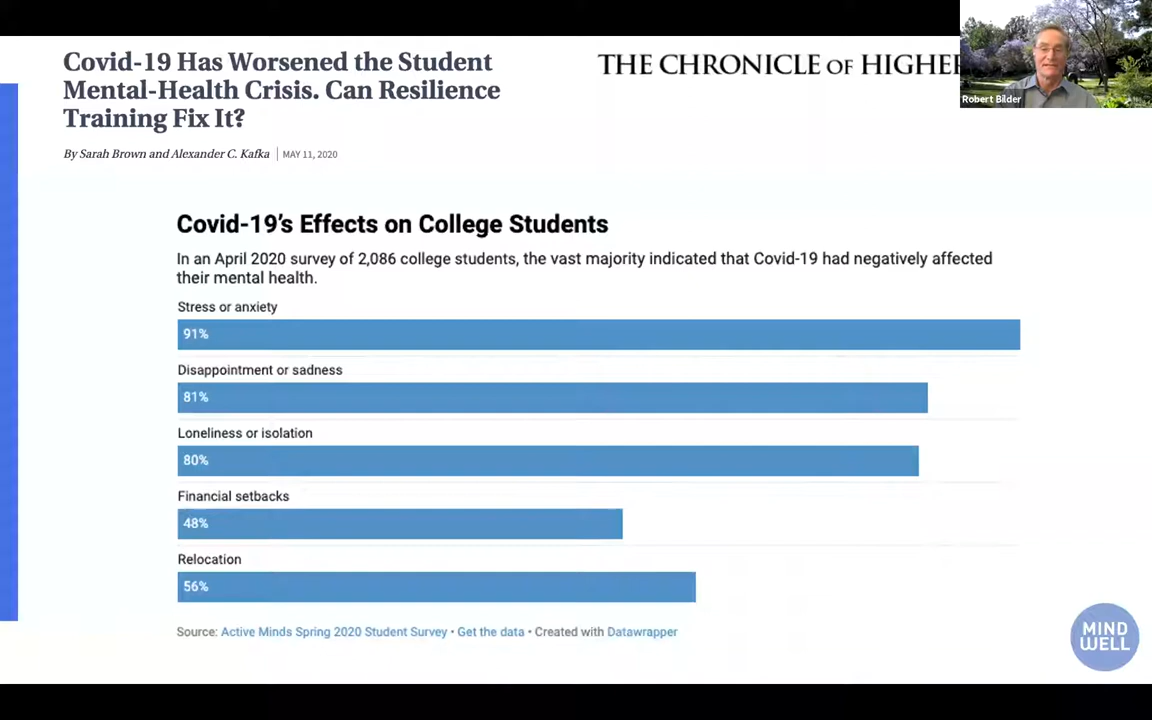 Covid-19 Has Worsened the Student
Mental-Health Crisis. Can Resilience
Training Fix It?
By Sarah Brown and Alexander C. Kafka | MAY 11, 2020
THE CHRONICLE OF HIGHE
Robert Bilder
Covid-19's Effects on College Students
In an April 2020 survey of 2,086 college students, the vast majority indicated that Covid-19 had negatively affected
their mental health.
Stress or anxiety
91%
Disappointment or sadness
81%
Loneliness or isolation
80%
Financial setbacks
48%
Relocation
56%
Source: Active Minds Spring 2020 Student Survey • Get the data • Created with Datawrapper
MIND
WELL